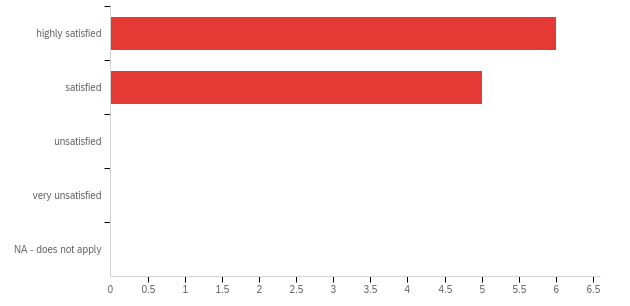 highly satisfied
satisfied
unsatisfied
very unsatisfied
NA - does not apply
0 0.5 1 1.5 2 2.5 3 3.5 4 4.5 5 5.5 6 6.5